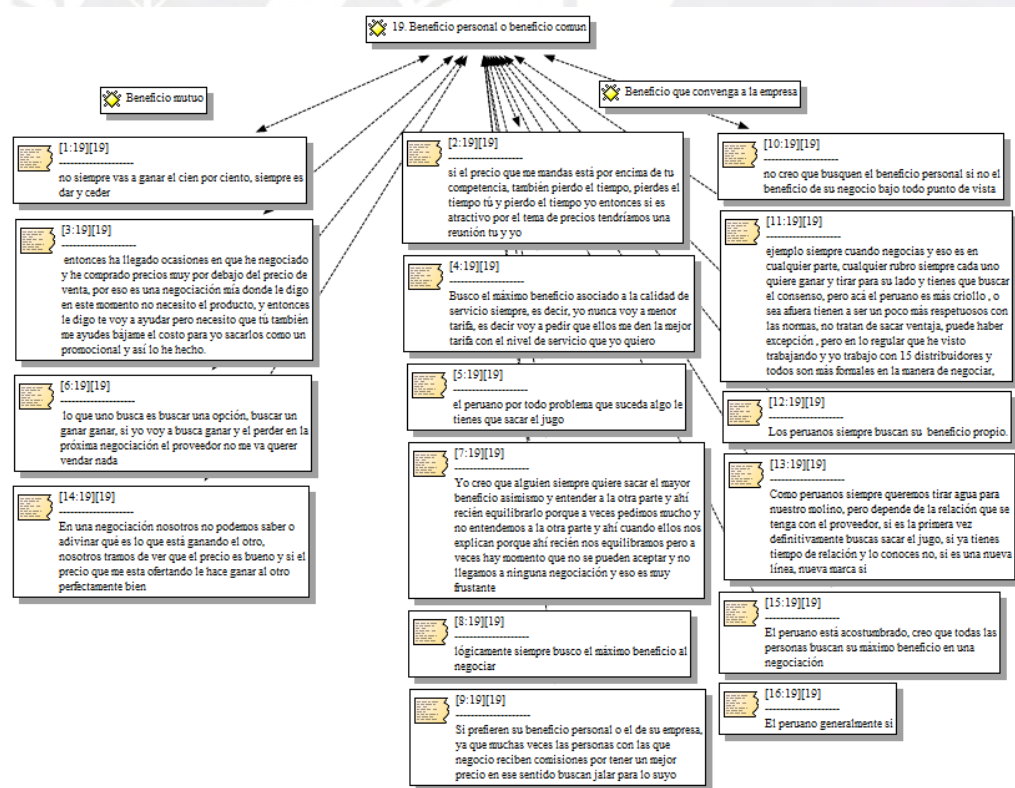 19. Beneficio personal o beneficio comun
Beneficio mutuo
Beneficio que convenga a la empresa
[1:19][19]
--------------------
no siempre vas a ganar el cien por ciento, siempre es
dar y ceder
[3:19][19]
--------------------
entonces ha llegado ocasiones en que he negociado
y he comprado precios muy por debajo del precio de
venta, por eso es una negociación mía donde le digo
en este momento no necesito el producto, y entonces
le digo te voy a ayudar pero necesito que tú también
me ayudes bájame el costo para yo sacarlos como un
promocional y así lo he hecho.
[6:19][19]
--------------------
lo que uno busca es buscar una opción, buscar un
ganar ganar, si yo voy a busca ganar y el perder en la
próxima negociación el proveedor no me va querer
vendar nada
[14:19][19]
--------------------
En una negociación nosotros no podemos saber o
adivinar qué es lo que está ganando el otro,
nosotros tramos de ver que el precio es bueno y si el
precio que me esta ofertando le hace ganar al otro
perfectamente bien
[2:19][19]
--------------------
si el precio que me mandas está por encima de tu
competencia, también pierdo el tiempo, pierdes el
tiempo tú y pierdo el tiempo yo entonces si es
atractivo por el tema de precios tendríamos una
reunión tu y yo
[4:19][19]
--------------------
Busco el máximo beneficio asociado a la calidad de
servicio siempre, es decir, yo nunca voy a menor
tarifa, es decir voy a pedir que ellos me den la mejor
tarifa con el nivel de servicio que yo quiero
[5:19][19]
--------------------
el peruano por todo problema que suceda algo le
tienes que sacar el jugo
[7:19][19]
--------------------
Yo creo que alguien siempre quiere sacar el mayor
beneficio asimismo y entender a la otra parte y ahí
recién equilibrarlo porque a veces pedimos mucho y
no entendemos a la otra parte y ahí cuando ellos nos
explican porque ahí recién nos equilibramos pero a
veces hay momento que no se pueden aceptar y no
llegamos a ninguna negociación y eso es muy
frustante
[8:19][19]
--------------------
lógicamente siempre busco el máximo beneficio al
negociar
[9:19][19]
--------------------
Si prefieren su beneficio personal o el de su empresa,
ya que muchas veces las personas con las que
negocio reciben comisiones por tener un mejor
precio en ese sentido buscan jalar para lo suyo
[10:19][19]
--------------------
no creo que busquen el beneficio personal si no el
beneficio de su negocio bajo todo punto de vista
[11:19][19]
--------------------
ejemplo siempre cuando negocias y eso es en
cualquier parte, cualquier rubro siempre cada uno
quiere ganar y tirar para su lado y tienes que buscar
el consenso, pero acá el peruano es más criollo , o
sea afuera tienen a ser un poco más respetuosos con
las normas, no tratan de sacar ventaja, puede haber
excepción , pero en lo regular que he visto
trabajando y yo trabajo con 15 distribuidores y
todos son más formales en la manera de negociar,
[12:19][19]
--------------------
Los peruanos siempre buscan su beneficio propio.
[13:19][19]
--------------------
Como peruanos siempre queremos tirar agua para
nuestro molino, pero depende de la relación que se
tenga con el proveedor, si es la primera vez
definitivamente buscas sacar el jugo, si ya tienes
tiempo de relación y lo conoces no, si es una nueva
línea, nueva marca si
[15:19][19]
--------------------
El peruano está acostumbrado, creo que todas las
personas buscan su máximo beneficio en una
negociación
[16:19][19]
--------------------
El peruano generalmente si